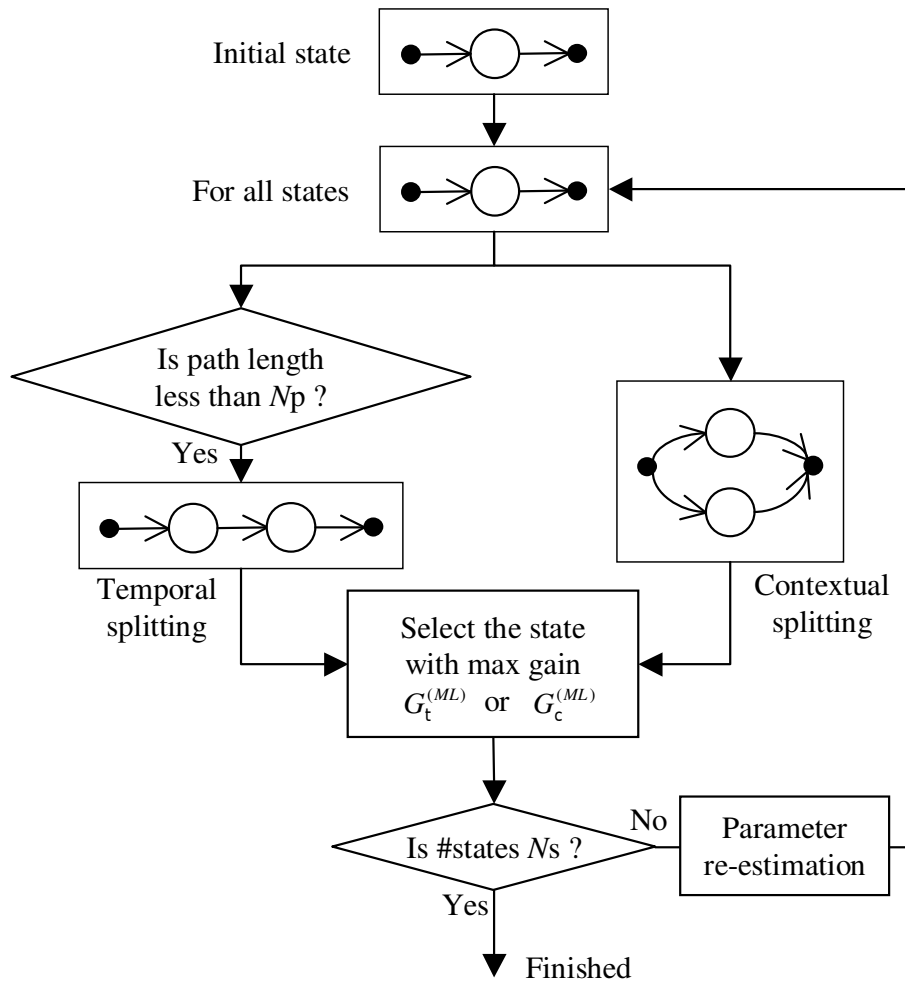 Initial state
For all states
Is path length
less than Np ?
Yes
Temporal
splitting
Contextual
splitting
Select the state
with max gain
G_t^(ML) or G_c^(ML)
No
Is #states Ns ?
Parameter
re-estimation
Yes
Finished